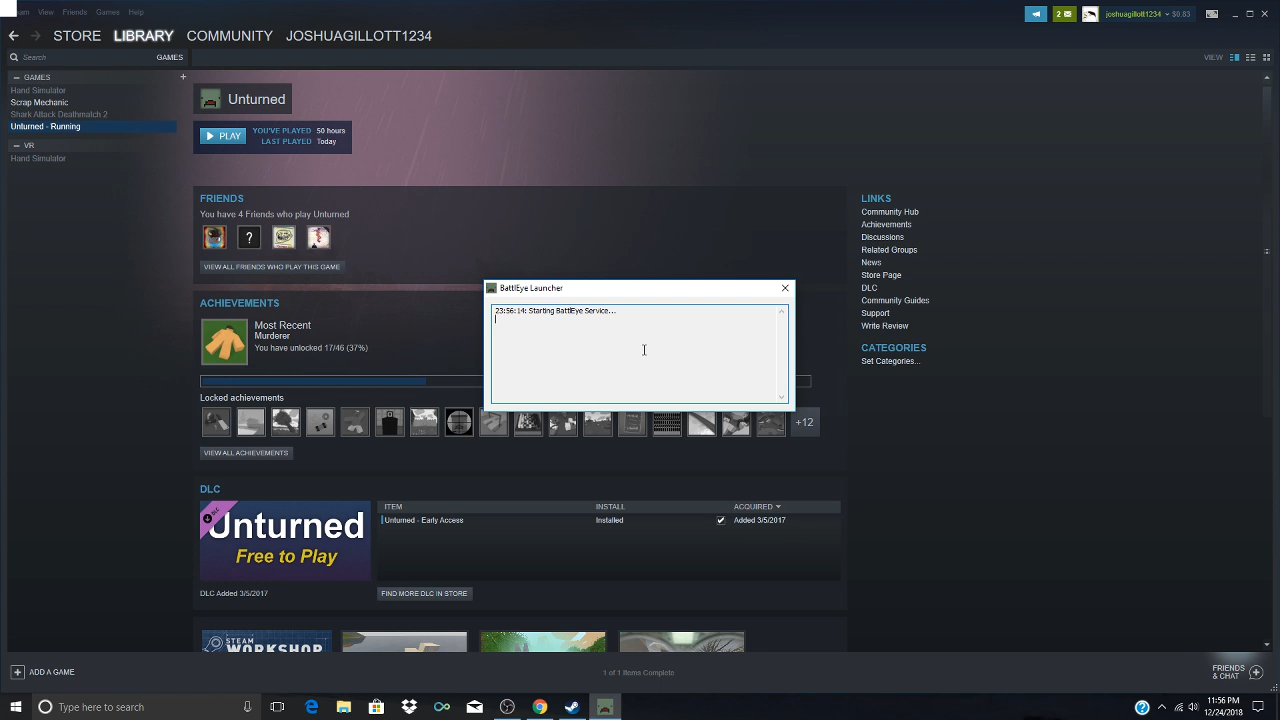 View
Friends
Games
Help
2
joshuagillott1234
$0.83
STORE
LIBRARY
COMMUNITY
JOSHUAGILLOTT1234
Search
GAMES
VIEW
GAMES
Hand Simulator
Scrap Mechanic
Shark Attack Deathmatch 2
Unturned - Running
VR
Hand Simulator
Unturned
PLAY
YOU'VE PLAYED 50 hours
LAST PLAYED Today
FRIENDS
You have 4 Friends who play Unturned
?
VIEW ALL FRIENDS WHO PLAY THIS GAME
ACHIEVEMENTS
Most Recent
Murderer
You have unlocked 17/46 (37%)
Locked achievements
+12
VIEW ALL ACHIEVEMENTS
BattlEye Launcher
23:56:14: Starting BattlEye Service...
LINKS
Community Hub
Achievements
Discussions
Related Groups
News
Store Page
DLC
Community Guides
Support
Write Review
CATEGORIES
Set Categories...
DLC
ITEM INSTALL ACQUIRED
Unturned - Early Access Installed Added 3/5/2017
Unturned
Free to Play
DLC Added 3/5/2017
FIND MORE DLC IN STORE
STEAM
WORKSHOP
ADD A GAME
1 of 1 Items Complete
FRIENDS
& CHAT
Type here to search
11:56 PM
12/24/2018